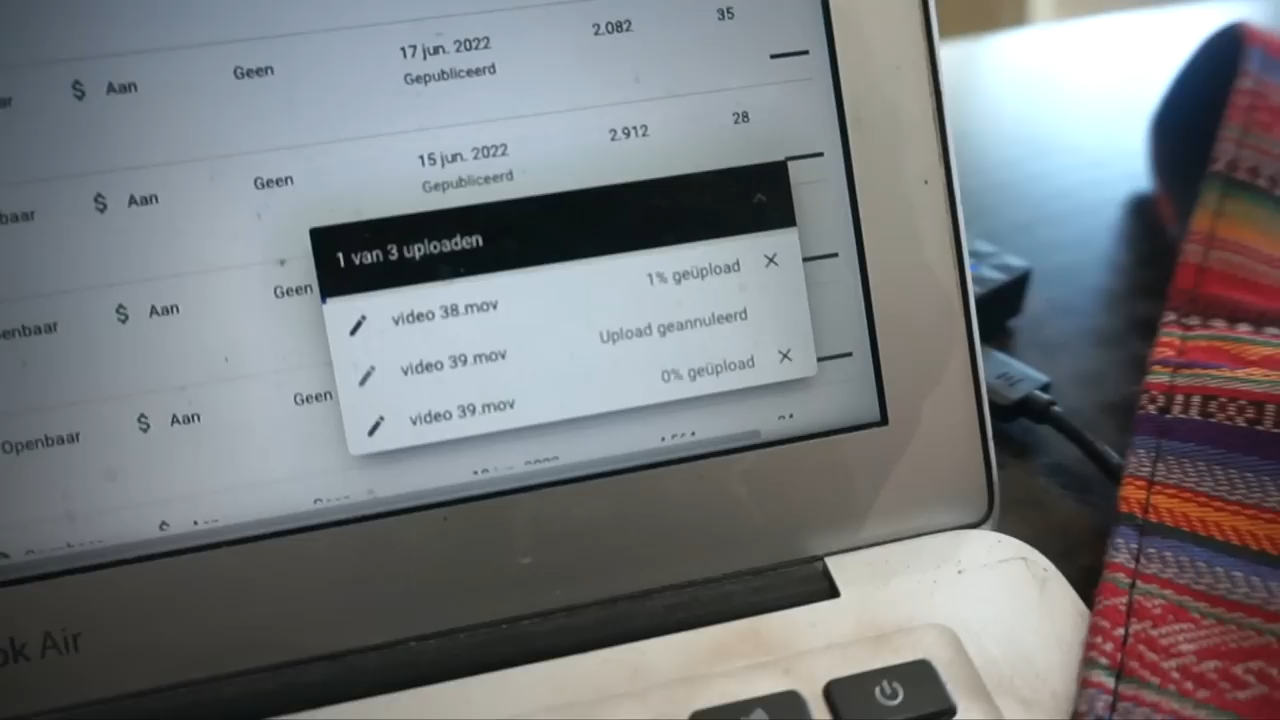 $ Aan Geen 17 jun. 2022 2.082 35
Gepubliceerd
baar $ Aan Geen 15 jun. 2022 2.912 28
Gepubliceerd
enbaar $ Aan Geen
Openbaar $ Aan Geen
1 van 3 uploaden
video 38.mov 1% geüpload
video 39.mov Upload geannuleerd
video 39.mov 0% geüpload
ok Air